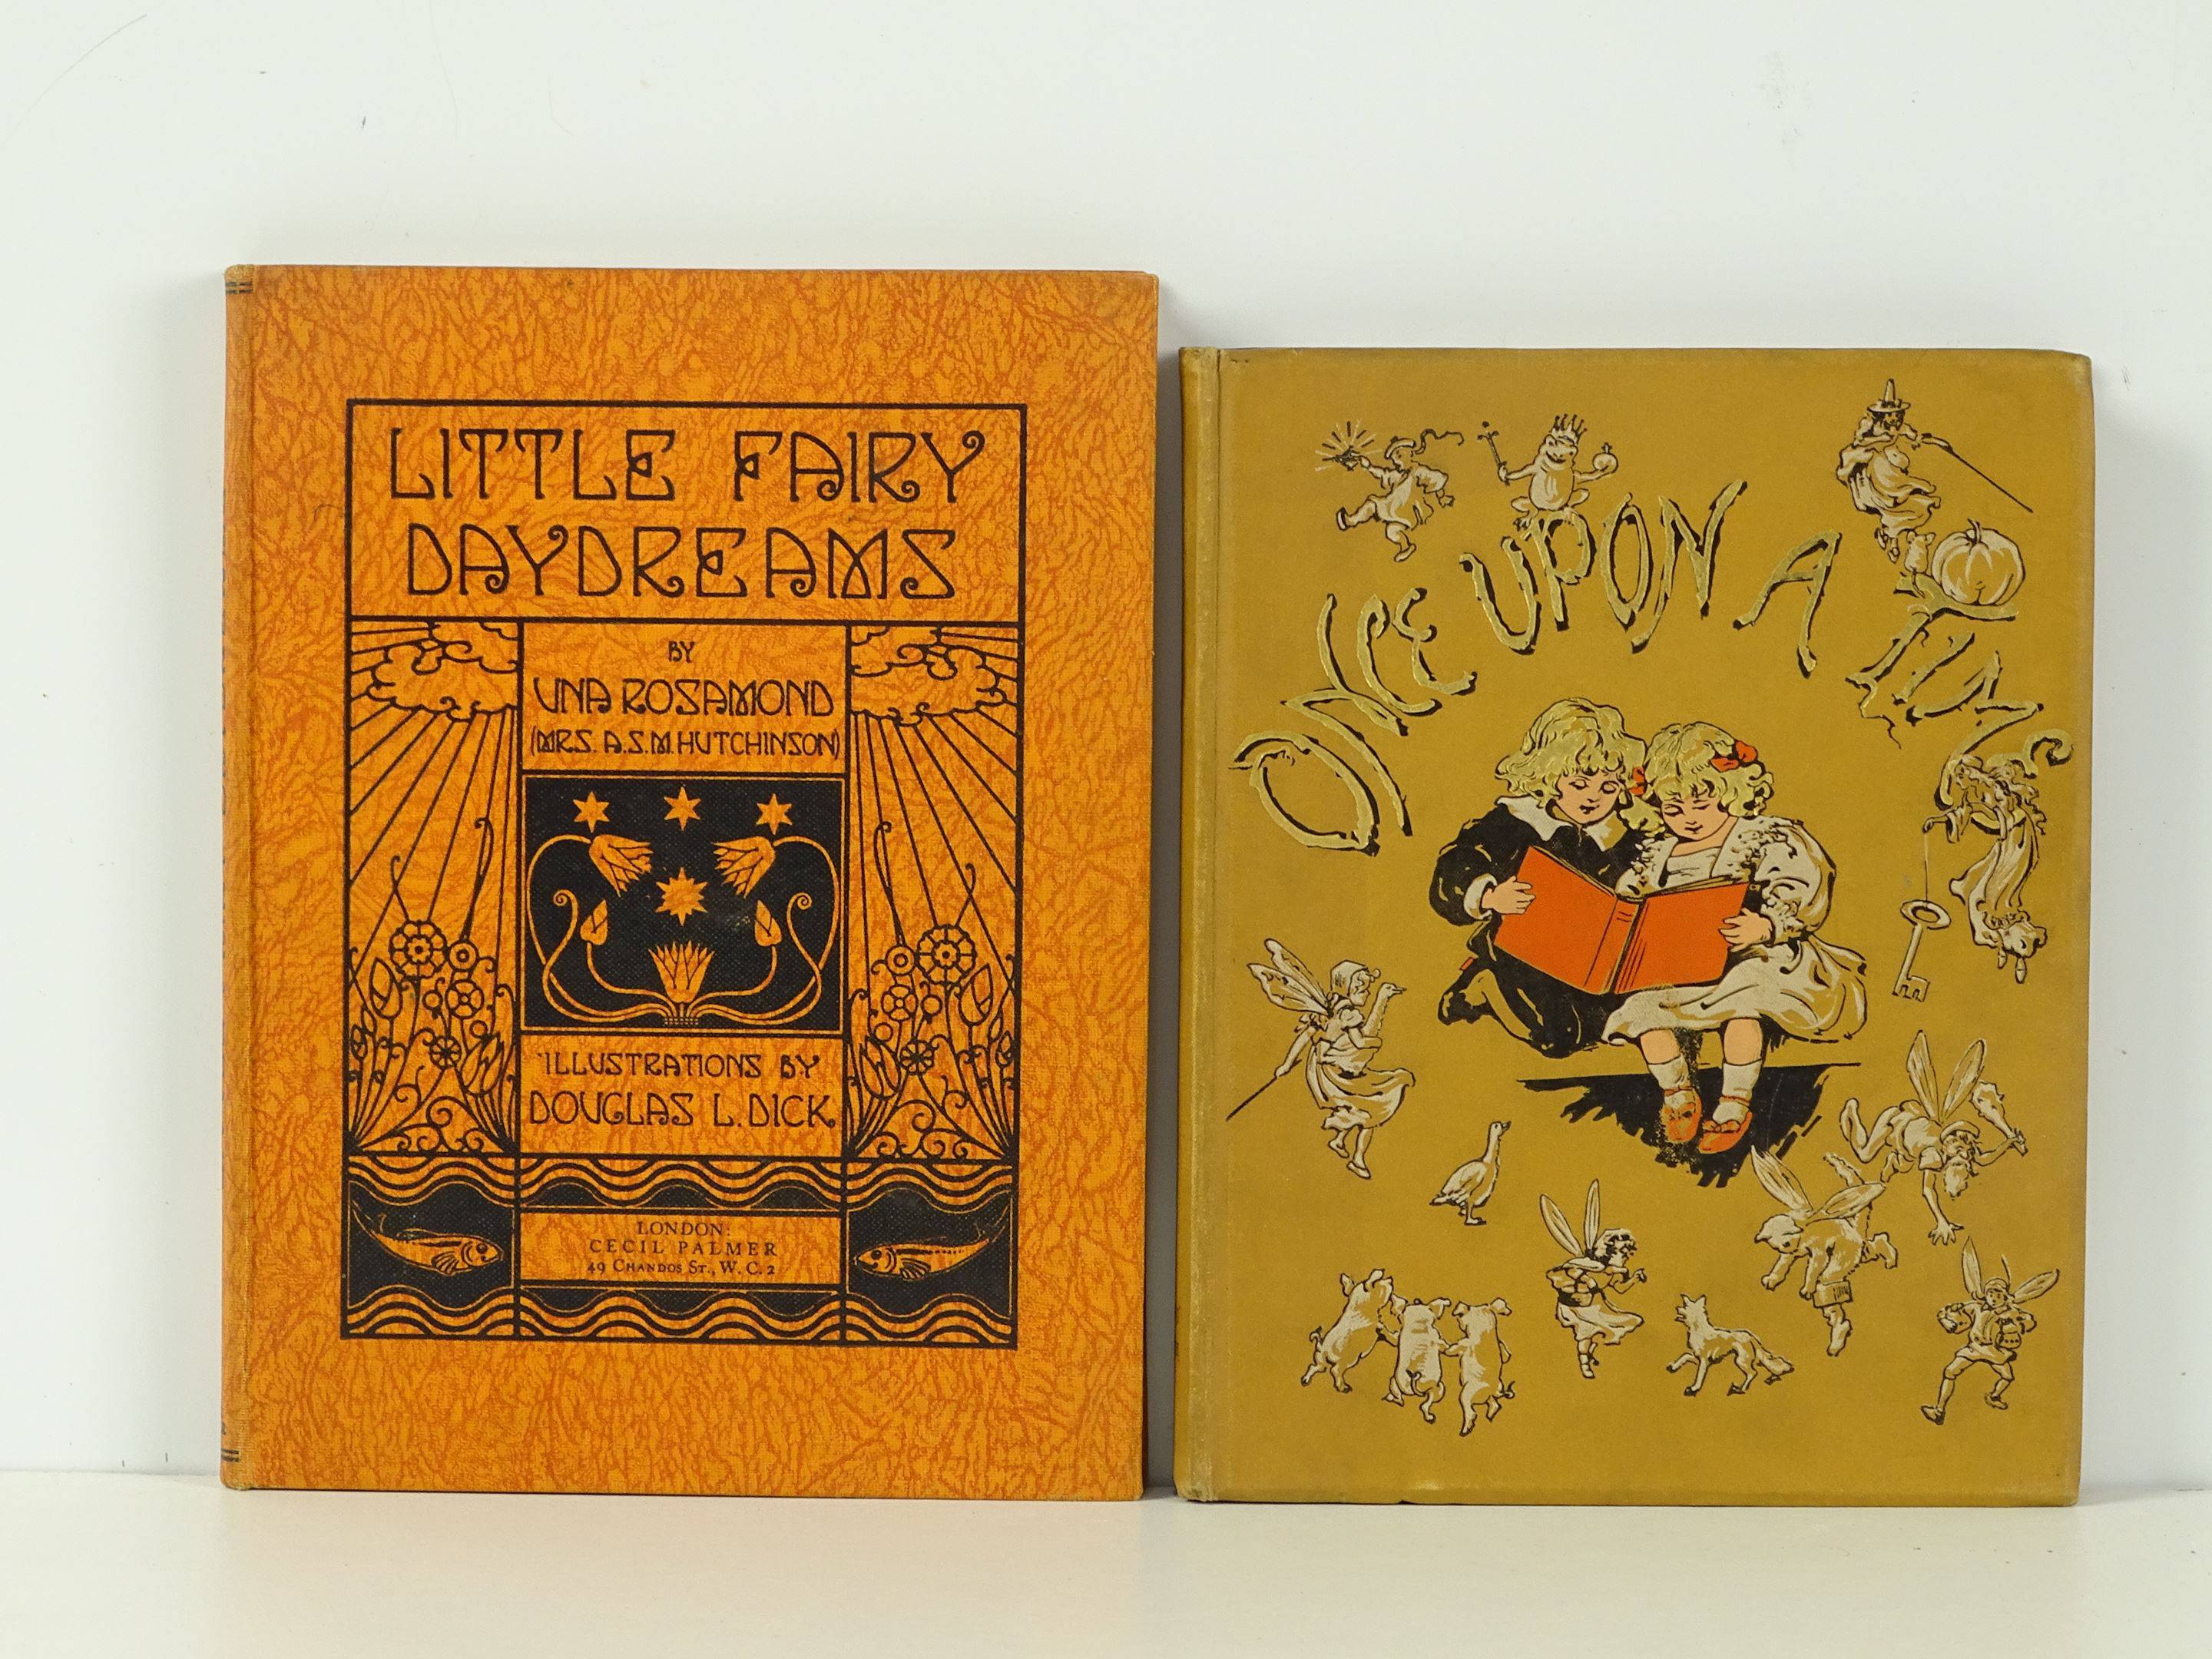 LITTLE FAIRY
DAYDREAMS
BY
UNA ROSAMOND
(MRS. A.S.M. HUTCHINSON)
ILLUSTRATIONS BY
DOUGLAS L. DICK
LONDON:
CECIL PALMER
49 CHANDOS ST., W. C. 2
ONCE UPON A TIME